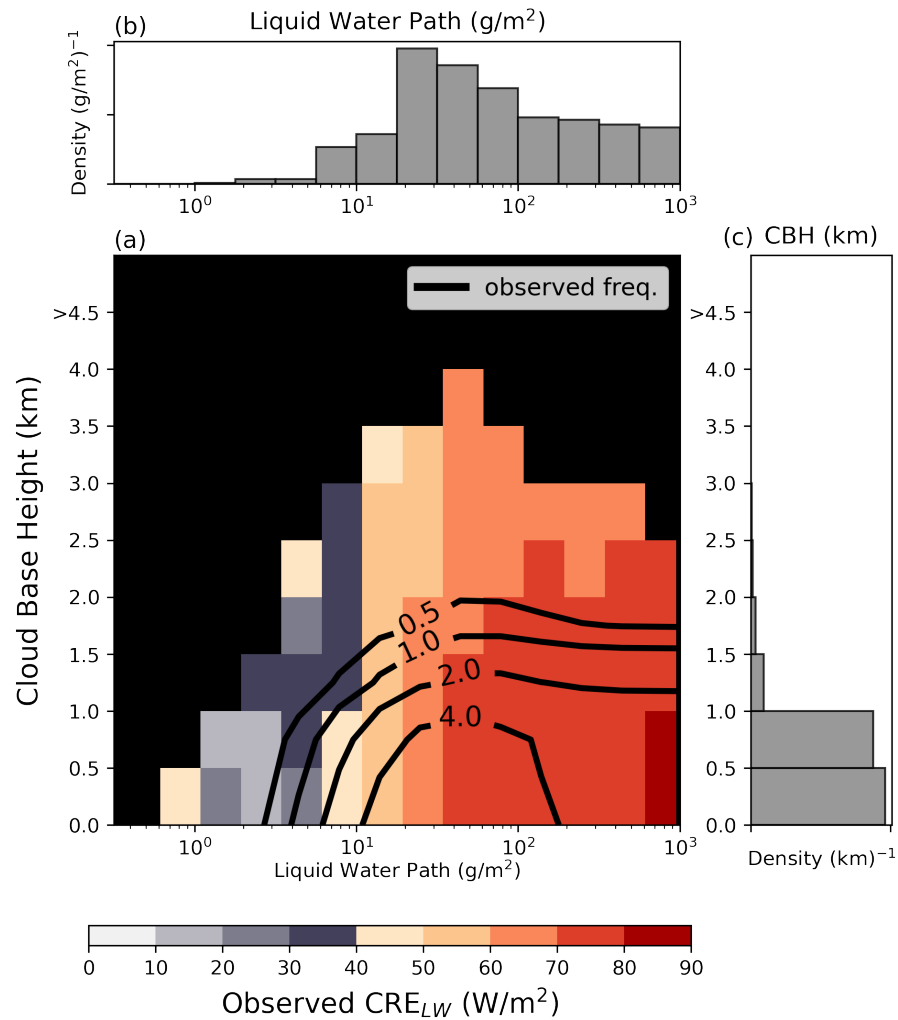 (b) Liquid Water Path (g/m²)
Density (g/m²)⁻¹
10⁰ 10¹ 10² 10³
(a)
observed freq.
Cloud Base Height (km)
>4.5
4.0
3.5
3.0
2.5
2.0
1.5
1.0
0.5
0.0
0.5
1.0
2.0
4.0
10⁰ 10¹ 10² 10³
Liquid Water Path (g/m²)
(c) CBH (km)
>4.5
4.0
3.5
3.0
2.5
2.0
1.5
1.0
0.5
0.0
Density (km)⁻¹
0 10 20 30 40 50 60 70 80 90
Observed CRE_LW (W/m²)